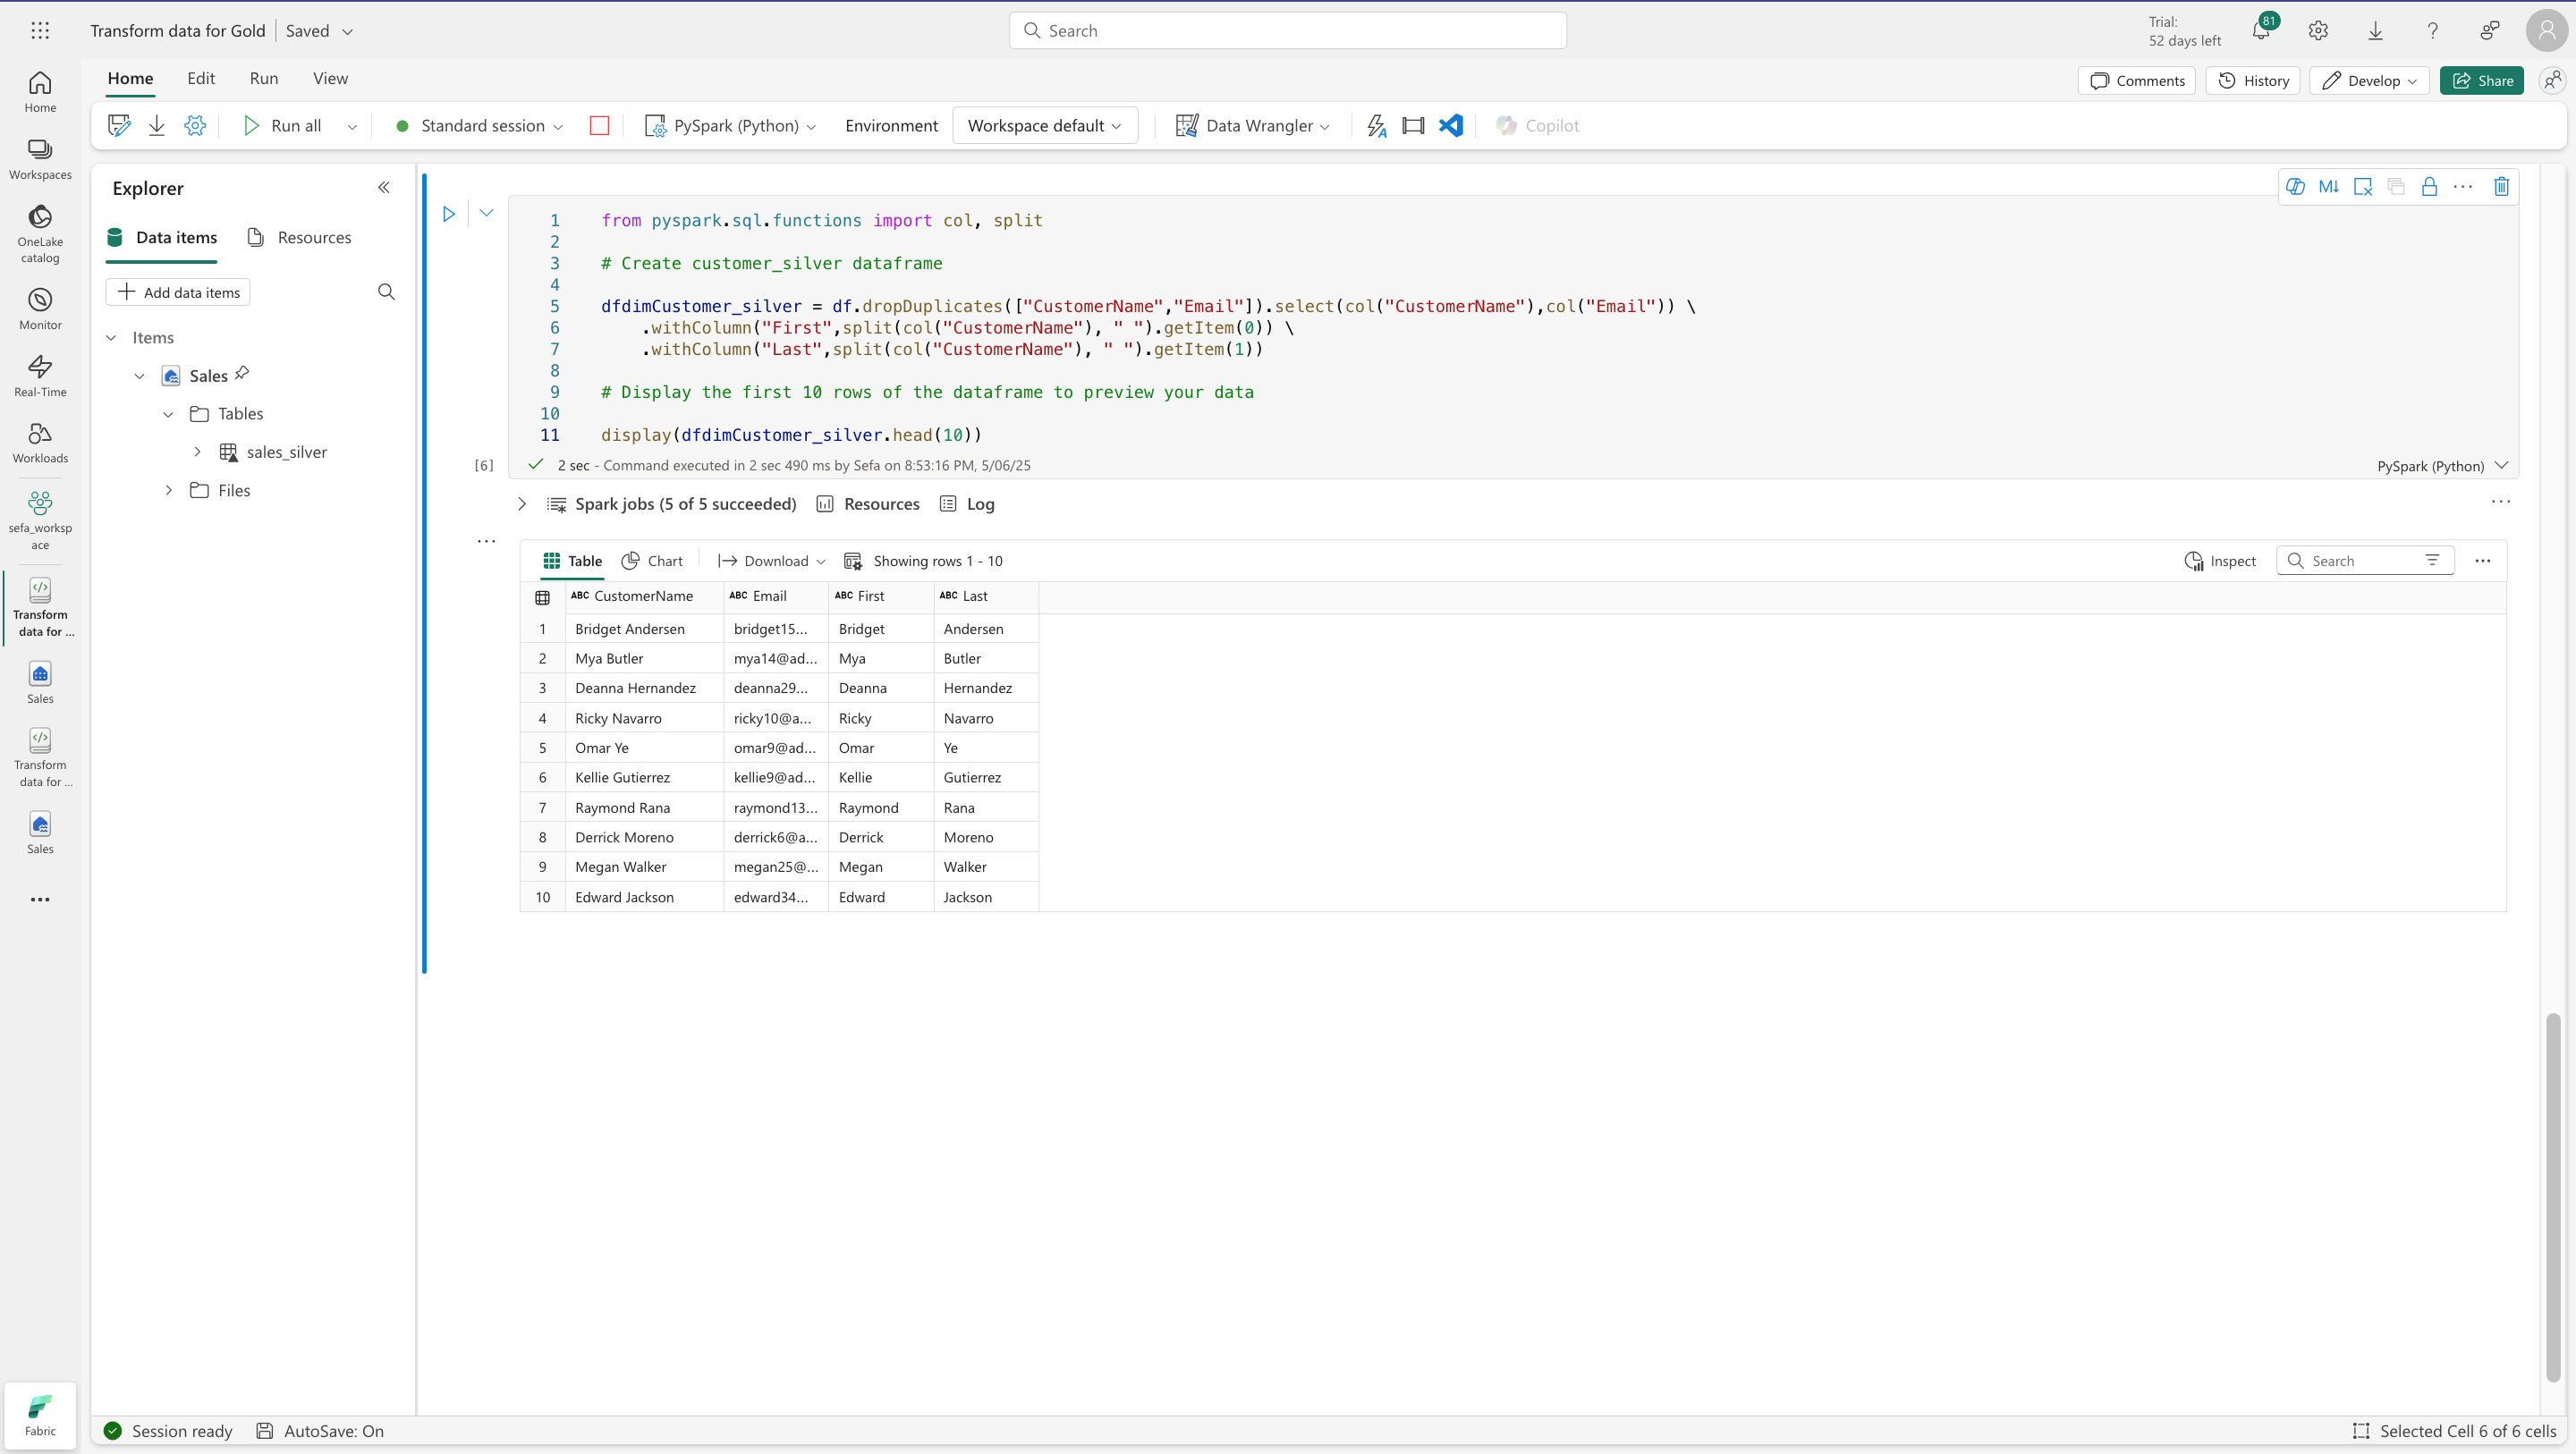 Transform data for Gold Saved
Search
Trial:
52 days left
81
Home Edit Run View
Comments History Develop Share
Run all Standard session PySpark (Python) Environment Workspace default Data Wrangler Copilot
Home
Workspaces
OneLake
catalog
Monitor
Real-Time
Workloads
sefa_worksp
ace
Transform
data for ...
Sales
Transform
data for ...
Sales
Fabric
Explorer
Data items Resources
Add data items
Items
Sales
Tables
sales_silver
Files
M↓
1 from pyspark.sql.functions import col, split
2
3 # Create customer_silver dataframe
4
5 dfdimCustomer_silver = df.dropDuplicates(["CustomerName","Email"]).select(col("CustomerName"),col("Email")) \
6     .withColumn("First",split(col("CustomerName"), " ").getItem(0)) \
7     .withColumn("Last",split(col("CustomerName"), " ").getItem(1))
8
9 # Display the first 10 rows of the dataframe to preview your data
10
11 display(dfdimCustomer_silver.head(10))
[6] 2 sec - Command executed in 2 sec 490 ms by Sefa on 8:53:16 PM, 5/06/25 PySpark (Python)
Spark jobs (5 of 5 succeeded) Resources Log
Table Chart Download Showing rows 1 - 10 Inspect Search
ABC CustomerName ABC Email ABC First ABC Last
1 Bridget Andersen bridget15... Bridget Andersen
2 Mya Butler mya14@ad... Mya Butler
3 Deanna Hernandez deanna29... Deanna Hernandez
4 Ricky Navarro ricky10@a... Ricky Navarro
5 Omar Ye omar9@ad... Omar Ye
6 Kellie Gutierrez kellie9@ad... Kellie Gutierrez
7 Raymond Rana raymond13... Raymond Rana
8 Derrick Moreno derrick6@a... Derrick Moreno
9 Megan Walker megan25@... Megan Walker
10 Edward Jackson edward34... Edward Jackson
Session ready AutoSave: On Selected Cell 6 of 6 cells